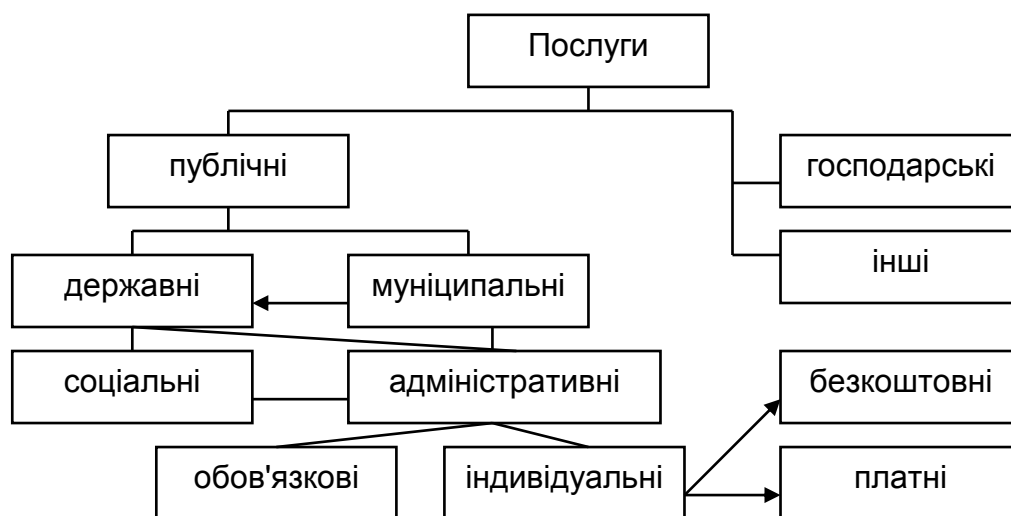 Послуги
публічні
господарські
державні
муніципальні
інші
соціальні
адміністративні
безкоштовні
обов'язкові
індивідуальні
платні